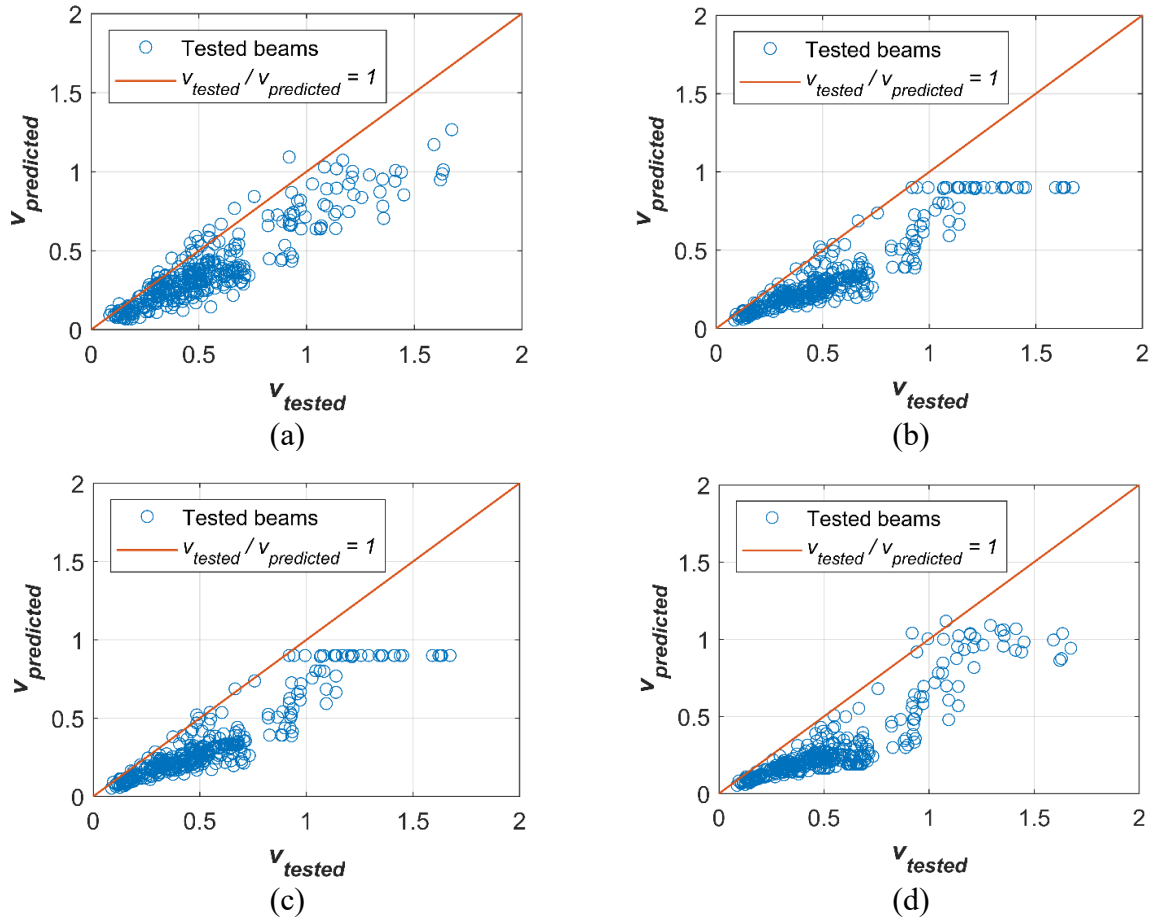 2
1.5
1
0.5
0
v_predicted
Tested beams
v_tested / v_predicted = 1
0 0.5 1 1.5 2
v_tested
(a)
2
1.5
1
0.5
0
v_predicted
Tested beams
v_tested / v_predicted = 1
0 0.5 1 1.5 2
v_tested
(b)
2
1.5
1
0.5
0
v_predicted
Tested beams
v_tested / v_predicted = 1
0 0.5 1 1.5 2
v_tested
(c)
2
1.5
1
0.5
0
v_predicted
Tested beams
v_tested / v_predicted = 1
0 0.5 1 1.5 2
v_tested
(d)